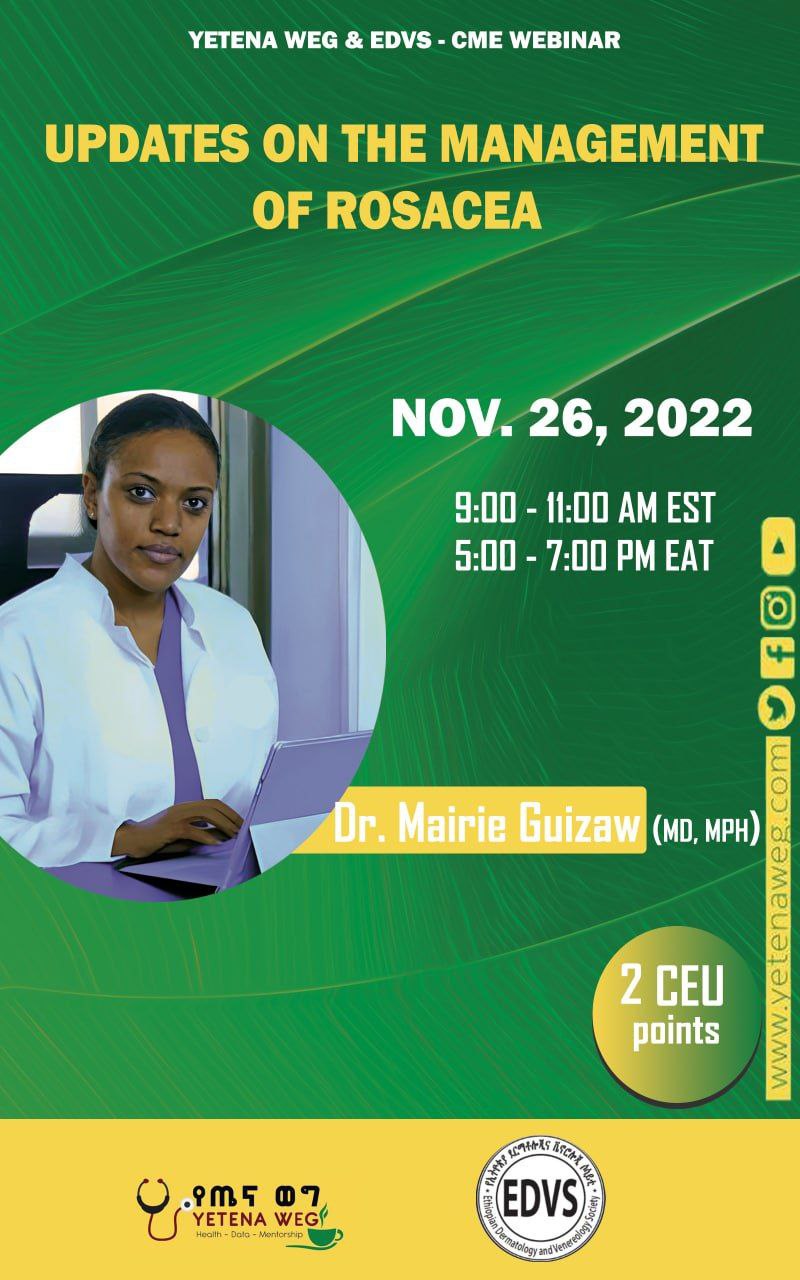 YETENA WEG & EDVS - CME WEBINAR
UPDATES ON THE MANAGEMENT
OF ROSACEA
NOV. 26, 2022
9:00 - 11:00 AM EST
5:00 - 7:00 PM EAT
Dr. Mairie Guizaw (MD, MPH)
www.yetenaweg.com
2 CEU
points
የጤና ወግ
YETENA WEG
Health - Data - Mentorship
EDVS
Ethiopian Dermatology and Venereology Society